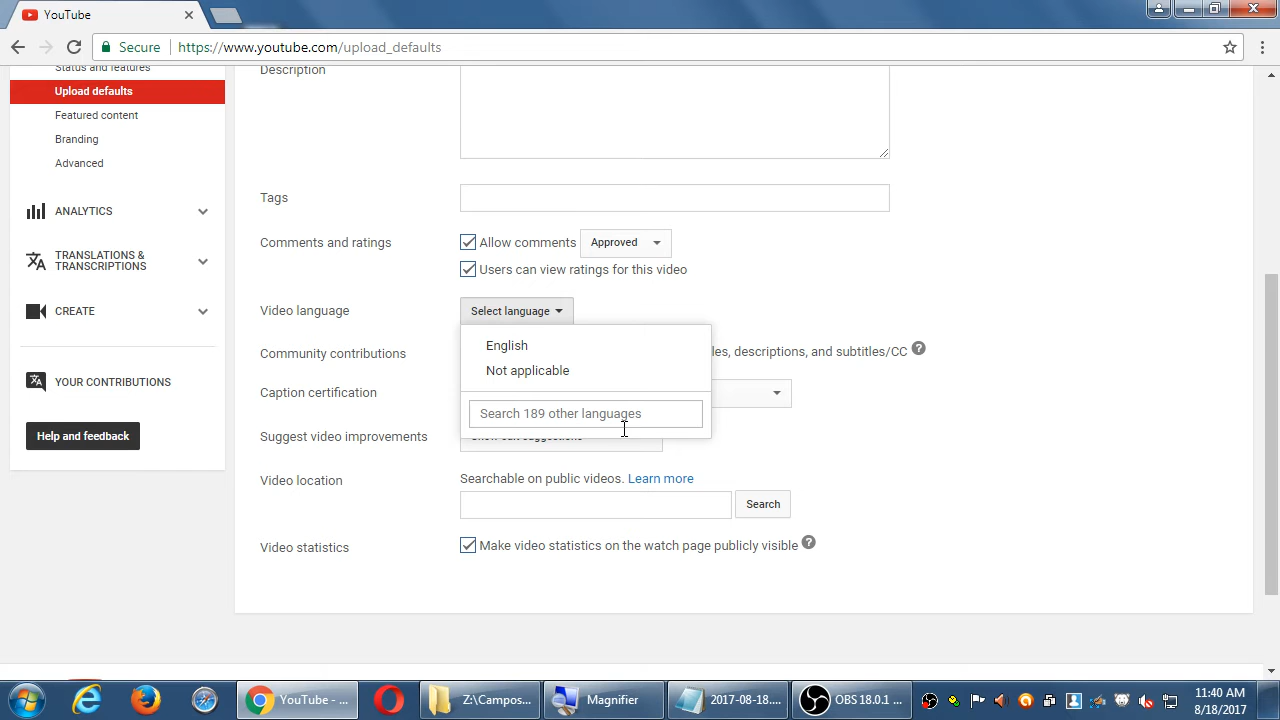 YouTube
Secure https://www.youtube.com/upload_defaults
Status and features
Upload defaults
Featured content
Branding
Advanced
ANALYTICS
TRANSLATIONS &
TRANSCRIPTIONS
CREATE
YOUR CONTRIBUTIONS
Help and feedback
Description
Tags
Comments and ratings
Allow comments Approved
Users can view ratings for this video
Video language Select language
English
Not applicable
Search 189 other languages
Community contributions les, descriptions, and subtitles/CC ?
Caption certification
Suggest video improvements Show edit suggestions
Video location Searchable on public videos. Learn more
Search
Video statistics Make video statistics on the watch page publicly visible ?
YouTube - ...
Z:\Campos...
Magnifier
2017-08-18....
OBS 18.0.1 ...
11:40 AM
8/18/2017